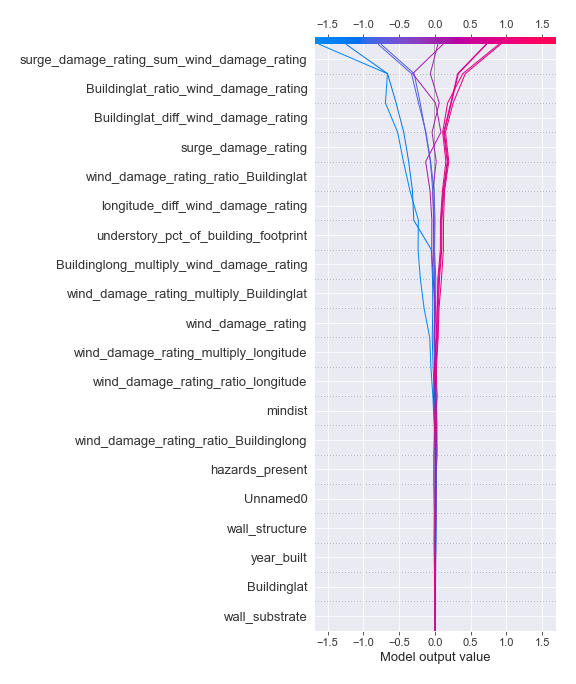 −1.5 −1.0 −0.5 0.0 0.5 1.0 1.5
surge_damage_rating_sum_wind_damage_rating
Buildinglat_ratio_wind_damage_rating
Buildinglat_diff_wind_damage_rating
surge_damage_rating
wind_damage_rating_ratio_Buildinglat
longitude_diff_wind_damage_rating
understory_pct_of_building_footprint
Buildinglong_multiply_wind_damage_rating
wind_damage_rating_multiply_Buildinglat
wind_damage_rating
wind_damage_rating_multiply_longitude
wind_damage_rating_ratio_longitude
mindist
wind_damage_rating_ratio_Buildinglong
hazards_present
Unnamed0
wall_structure
year_built
Buildinglat
wall_substrate
−1.5 −1.0 −0.5 0.0 0.5 1.0 1.5
Model output value